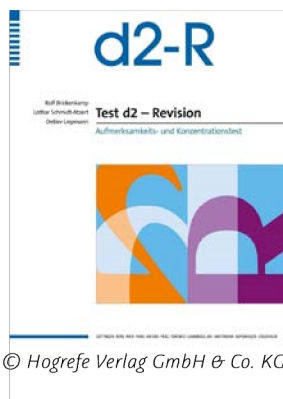 d2-R
Rolf Brickenkamp
Lothar Schmidt-Atzert
Detlev Liepmann
Test d2 – Revision
Aufmerksamkeits- und Konzentrationstest
© Hogrefe Verlag GmbH & Co. KG